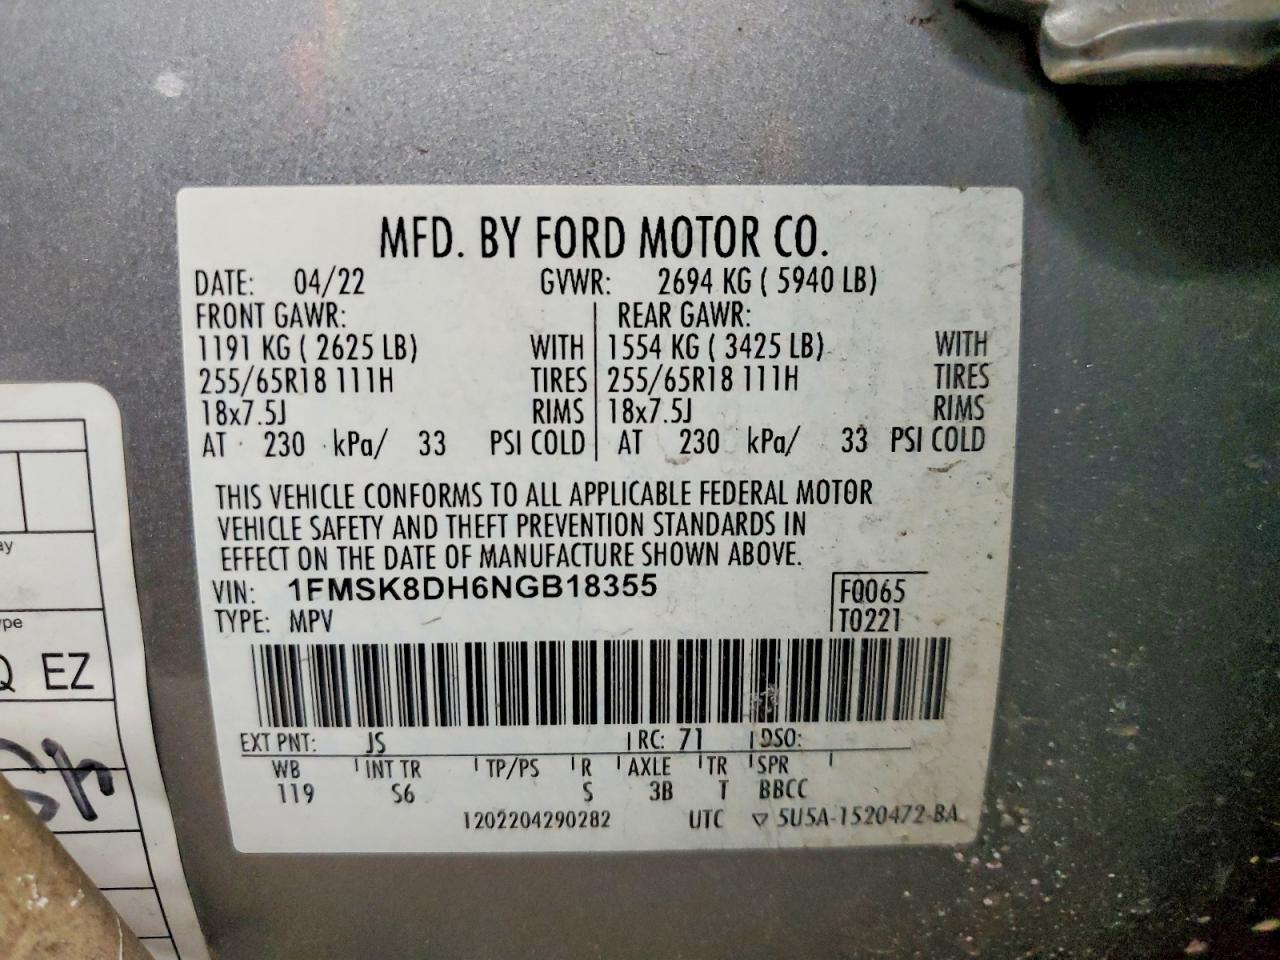 MFD. BY FORD MOTOR CO.
DATE: 04/22 GVWR: 2694 KG ( 5940 LB)
FRONT GAWR: REAR GAWR:
1191 KG ( 2625 LB) WITH 1554 KG ( 3425 LB) WITH
255/65R18 111H TIRES 255/65R18 111H TIRES
18x7.5J RIMS 18x7.5J RIMS
AT 230 kPa/ 33 PSI COLD AT 230 kPa/ 33 PSI COLD
THIS VEHICLE CONFORMS TO ALL APPLICABLE FEDERAL MOTOR
VEHICLE SAFETY AND THEFT PREVENTION STANDARDS IN
EFFECT ON THE DATE OF MANUFACTURE SHOWN ABOVE.
VIN: 1FMSK8DH6NGB18355 F0065
TYPE: MPV T0221
EXT PNT: JS RC: 71 DSO:
WB INT TR TP/PS R AXLE TR SPR
119 S6 S 3B T BBCC
1202204290282 UTC ▽ 5U5A-1520472-BA
ay
ype
Q EZ